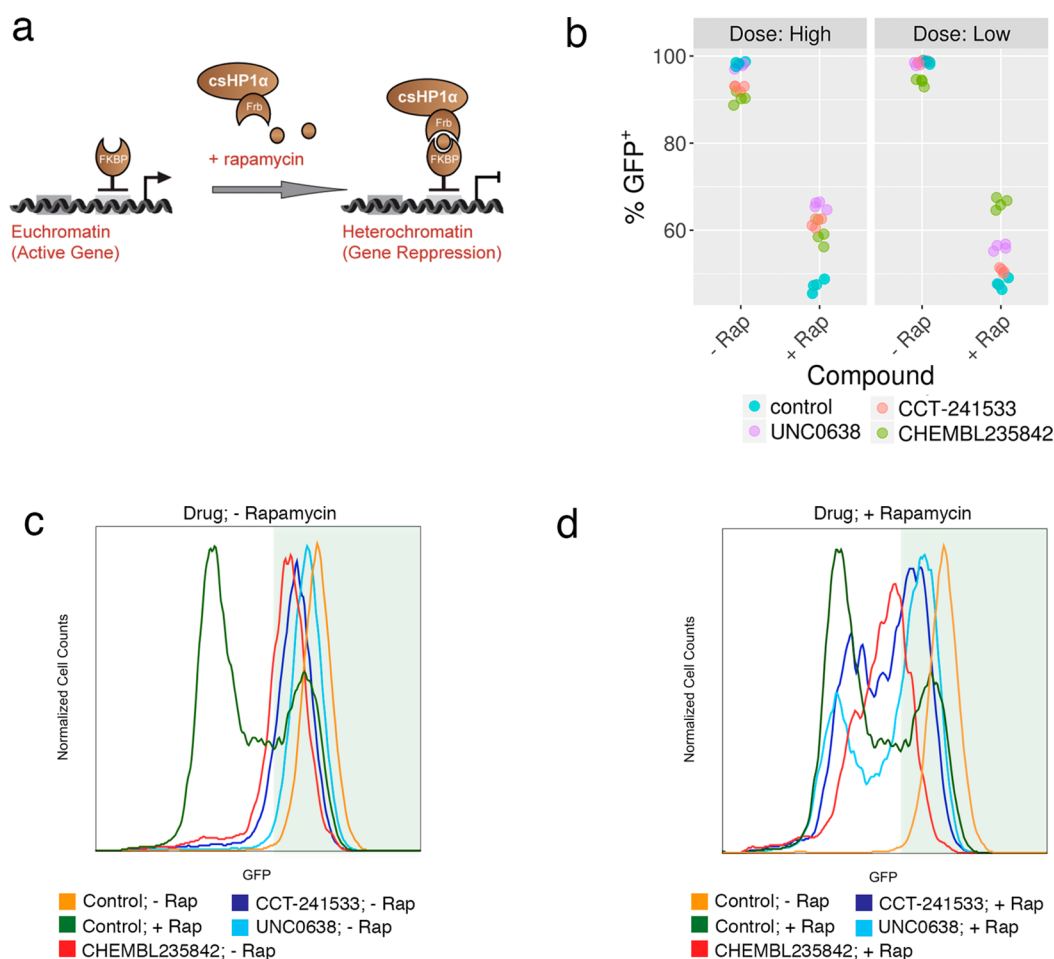 a
csHP1α
Frb
FKBP
+ rapamycin
csHP1α
Frb
FKBP
Euchromatin
(Active Gene)
Heterochromatin
(Gene Reppression)
b
Dose: High
Dose: Low
% GFP+
100
80
60
- Rap
+ Rap
- Rap
+ Rap
Compound
control
CCT-241533
UNC0638
CHEMBL235842
c
Drug; - Rapamycin
Normalized Cell Counts
GFP
Control; - Rap
CCT-241533; - Rap
Control; + Rap
UNC0638; - Rap
CHEMBL235842; - Rap
d
Drug; + Rapamycin
Normalized Cell Counts
GFP
Control; - Rap
CCT-241533; + Rap
Control; + Rap
UNC0638; + Rap
CHEMBL235842; + Rap